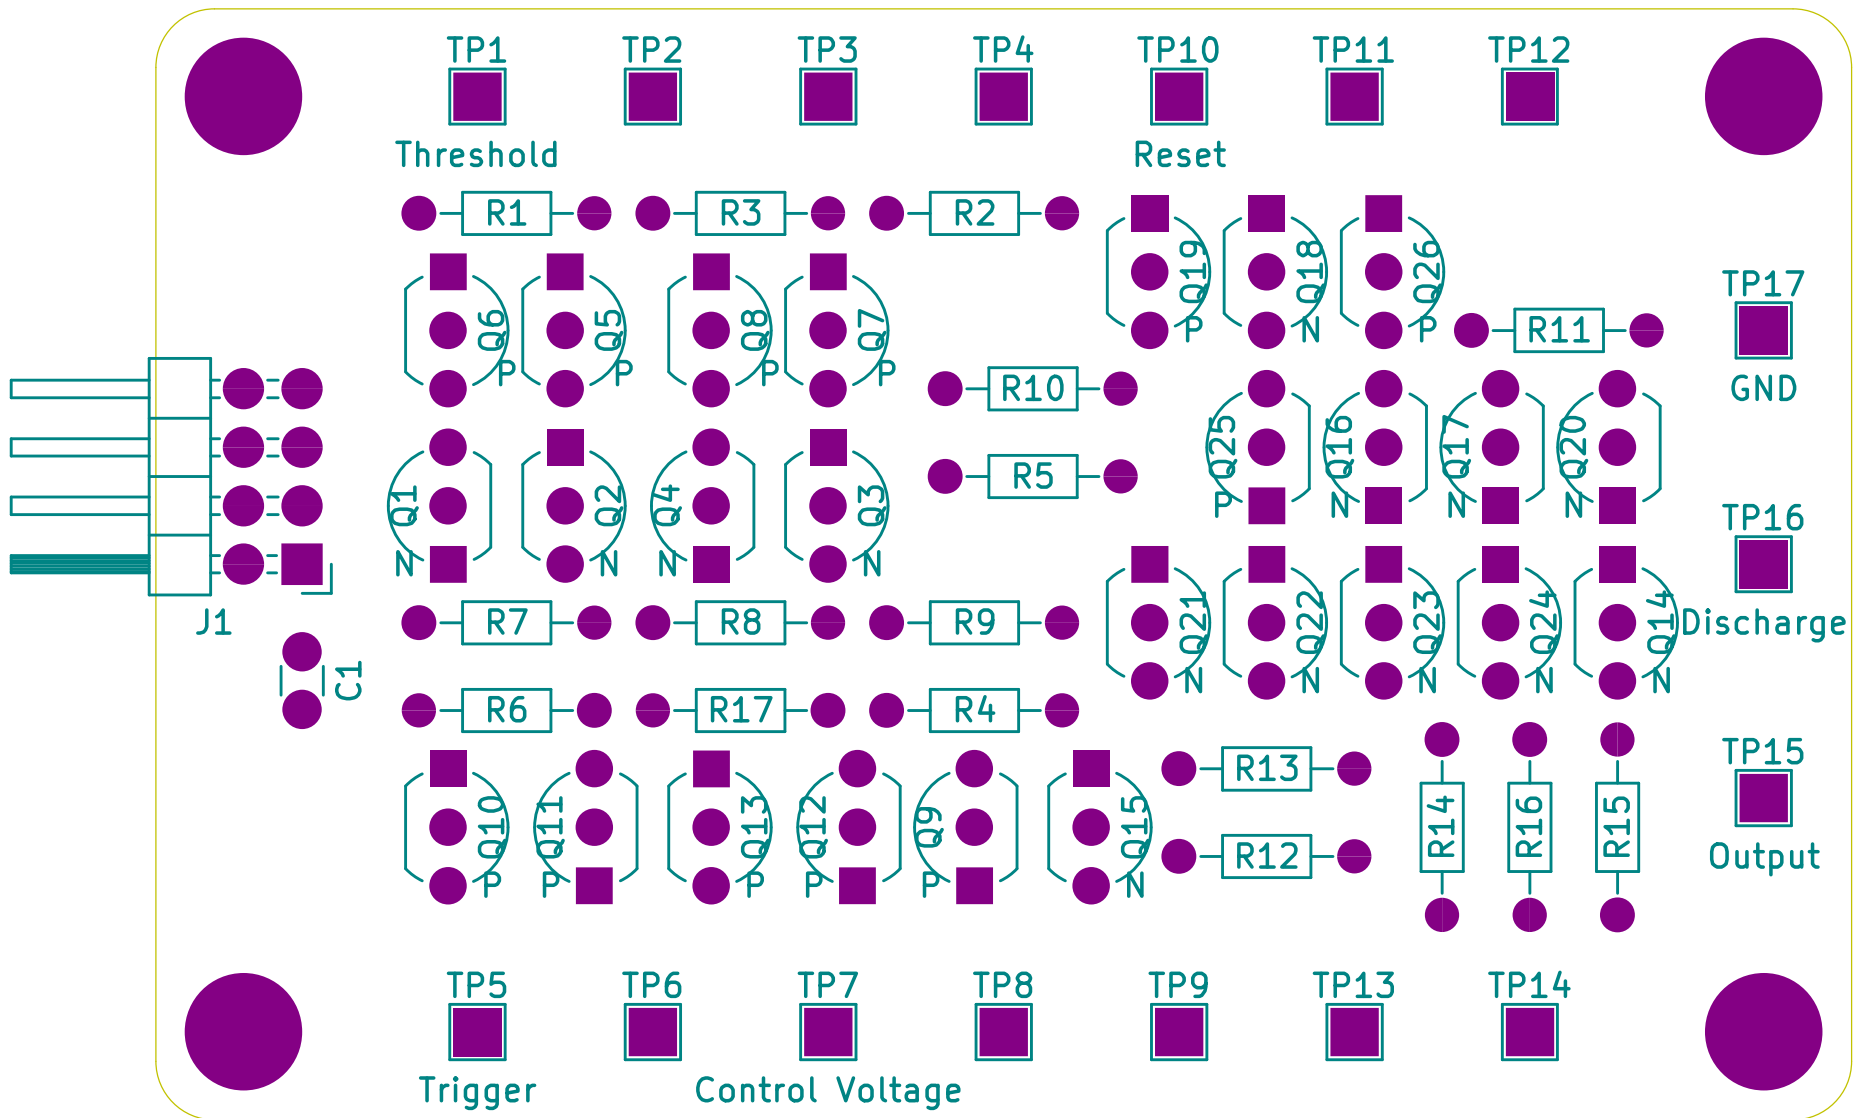 TP1 TP2 TP3 TP4 TP10 TP11 TP12
Threshold Reset
R1 R3 R2
Q19 Q18 Q26
TP17
Q6 Q5 Q8 Q7
P N P
R11
P P P P
R10
GND
Q25 Q16 Q17 Q20
R5
Q1 Q2 Q4 Q3
P N N N
TP16
N N N N
J1
R7 R8 R9
Q21 Q22 Q23 Q24 Q14
Discharge
C1
N N N N N
R6 R17 R4
TP15
R13
Q10 Q11 Q13 Q12 Q9 Q15
R14 R16 R15
R12
Output
P P P P P N
TP5 TP6 TP7 TP8 TP9 TP13 TP14
Trigger Control Voltage